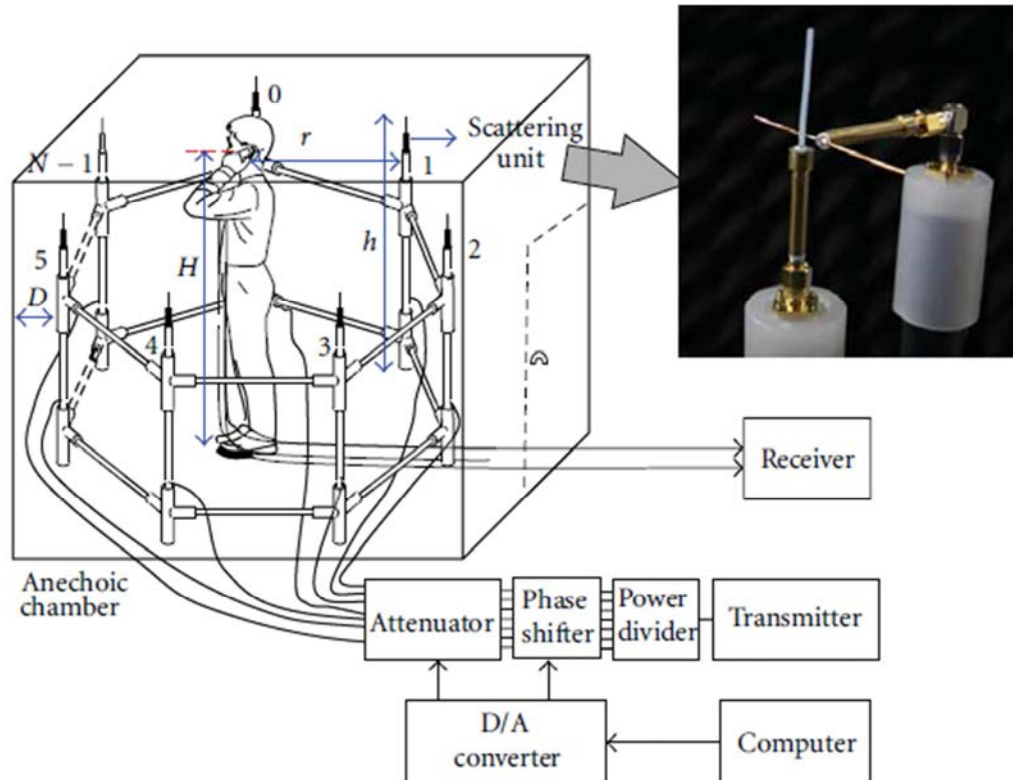 0
r
Scattering
unit
N − 1
1
h
5
2
H
D
4
3
Receiver
Anechoic
chamber
Attenuator
Phase
shifter
Power
divider
Transmitter
D/A
converter
Computer